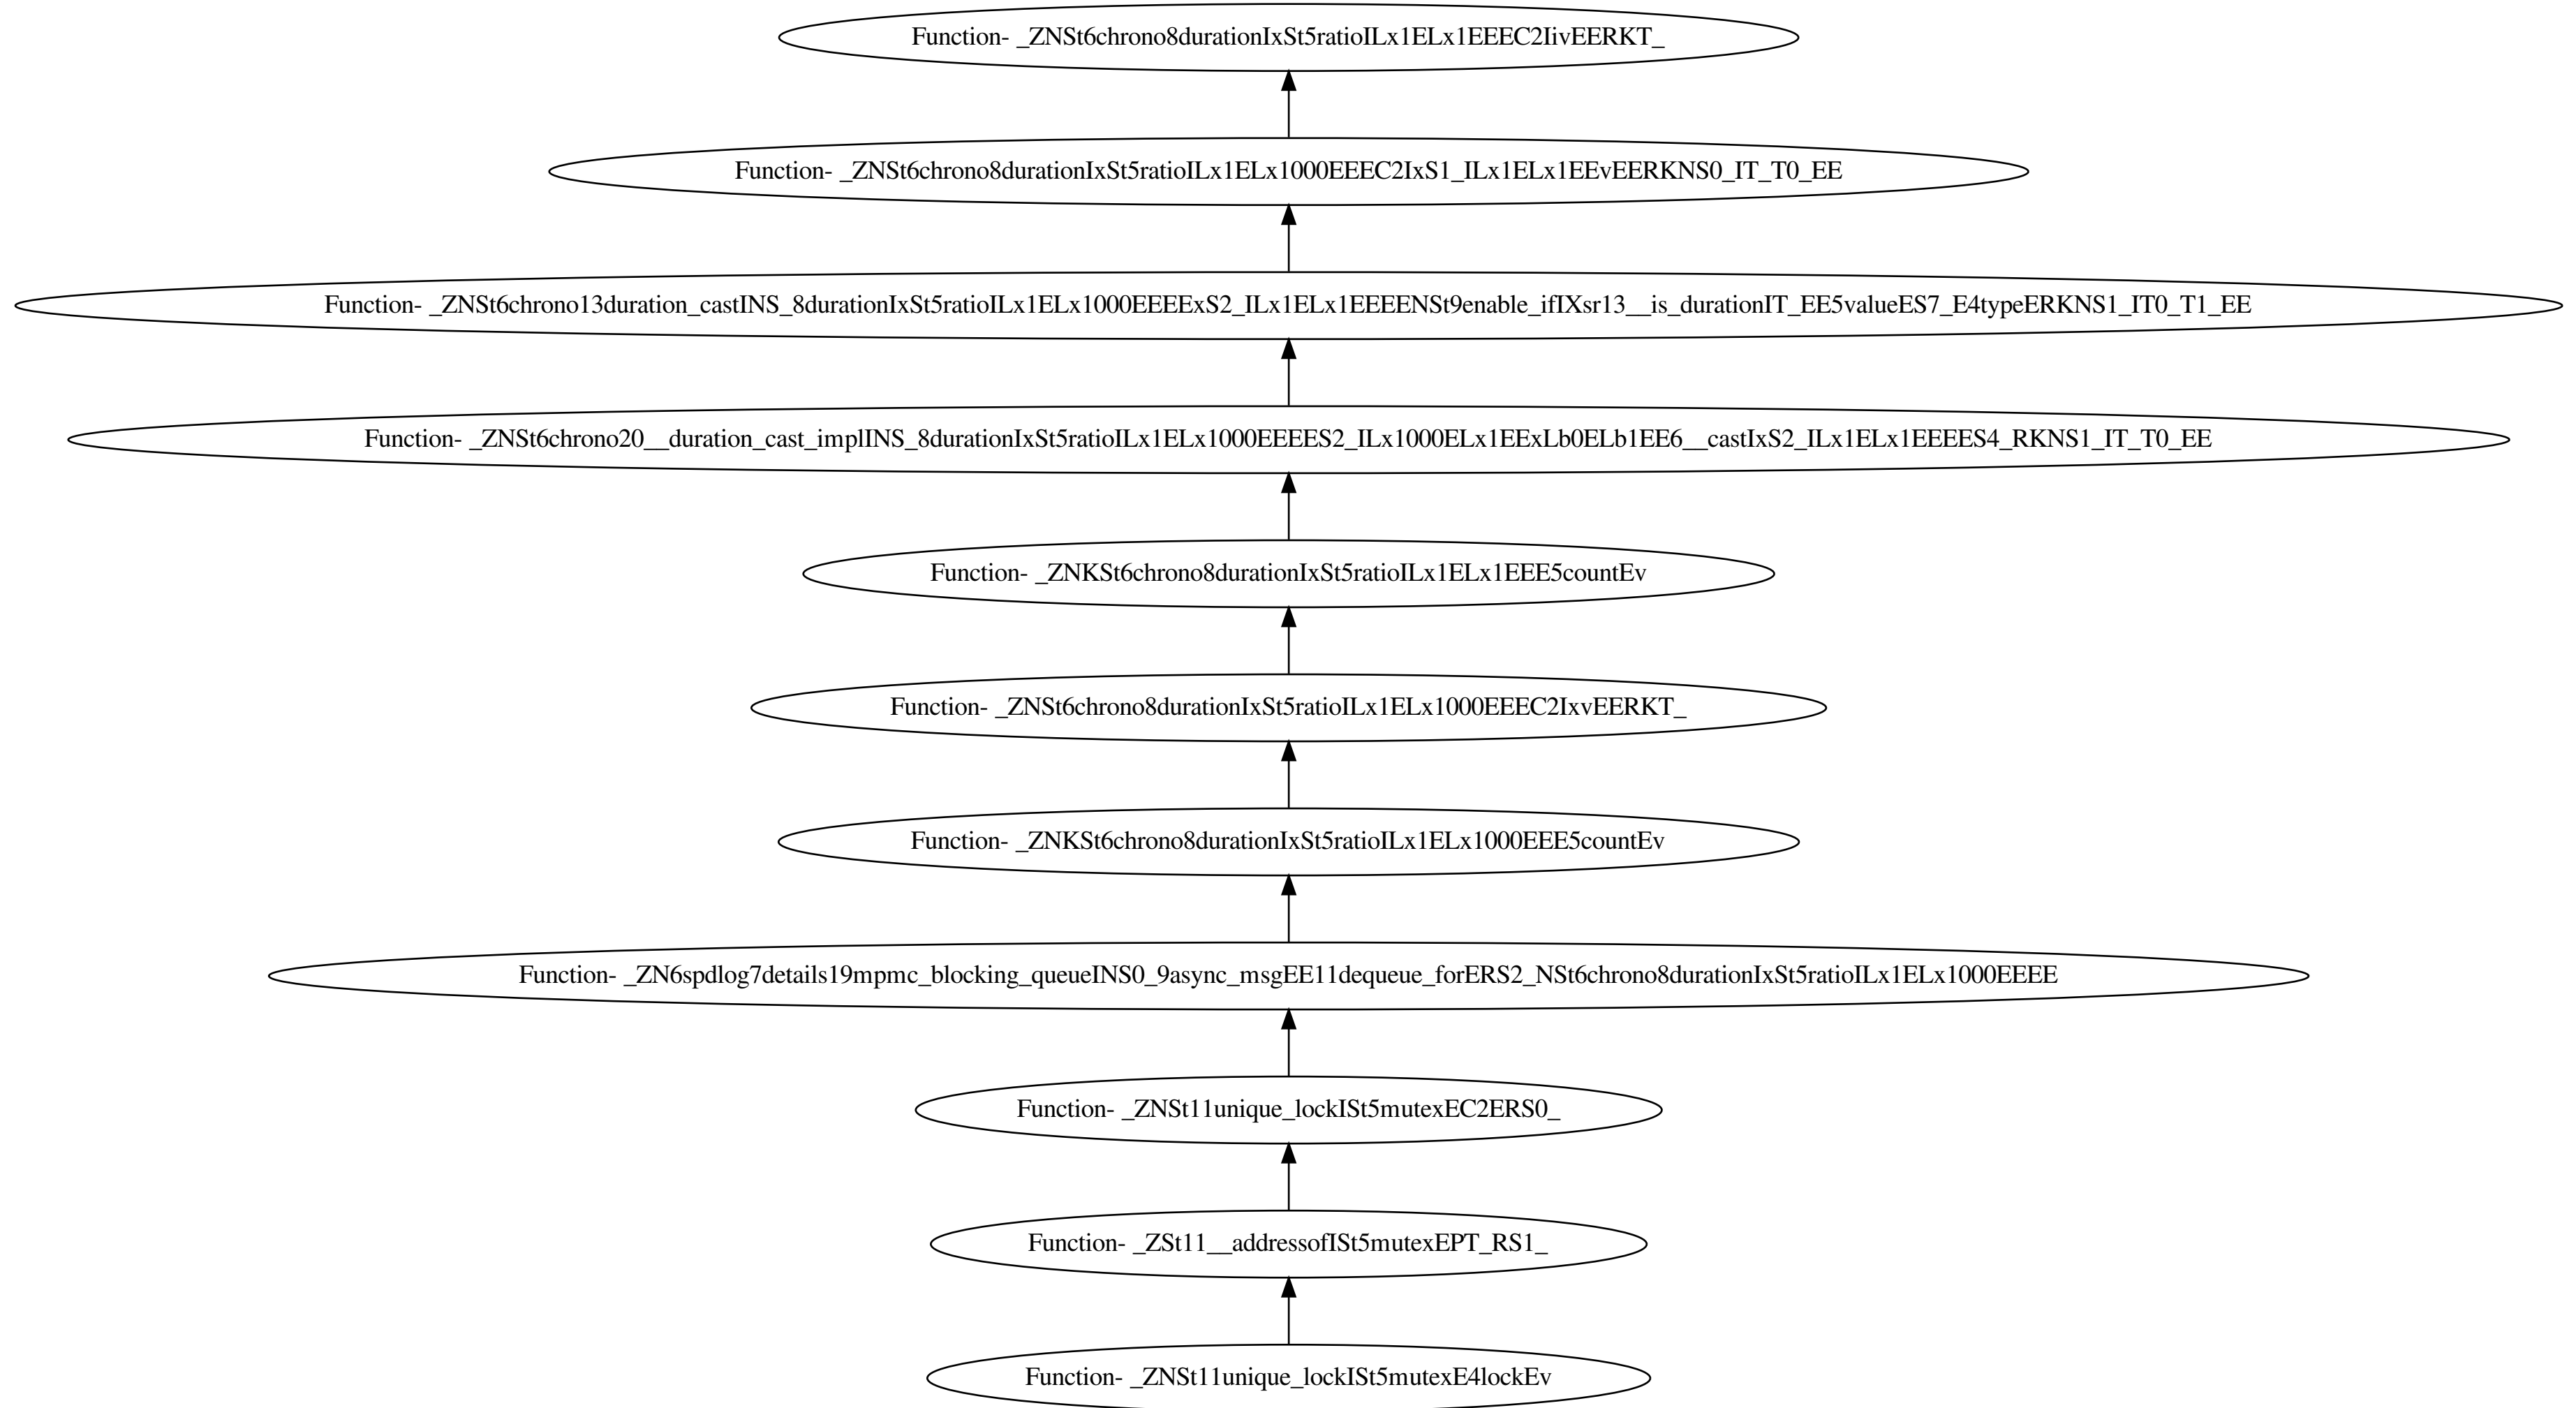 Function- _ZNSt6chrono8durationIxSt5ratioILx1ELx1EEEC2IivEERKT_
Function- _ZNSt6chrono8durationIxSt5ratioILx1ELx1000EEEC2IxS1_ILx1ELx1EEvEERKNS0_IT_T0_EE
Function- _ZNSt6chrono13duration_castINS_8durationIxSt5ratioILx1ELx1000EEEExS2_ILx1ELx1EEEENSt9enable_ifIXsr13__is_durationIT_EE5valueES7_E4typeERKNS1_IT0_T1_EE
Function- _ZNSt6chrono20__duration_cast_implINS_8durationIxSt5ratioILx1ELx1000EEEES2_ILx1000ELx1EExLb0ELb1EE6__castIxS2_ILx1ELx1EEEES4_RKNS1_IT_T0_EE
Function- _ZNKSt6chrono8durationIxSt5ratioILx1ELx1EEE5countEv
Function- _ZNSt6chrono8durationIxSt5ratioILx1ELx1000EEEC2IxvEERKT_
Function- _ZNKSt6chrono8durationIxSt5ratioILx1ELx1000EEE5countEv
Function- _ZN6spdlog7details19mpmc_blocking_queueINS0_9async_msgEE11dequeue_forERS2_NSt6chrono8durationIxSt5ratioILx1ELx1000EEEE
Function- _ZNSt11unique_lockISt5mutexEC2ERS0_
Function- _ZSt11__addressofISt5mutexEPT_RS1_
Function- _ZNSt11unique_lockISt5mutexE4lockEv